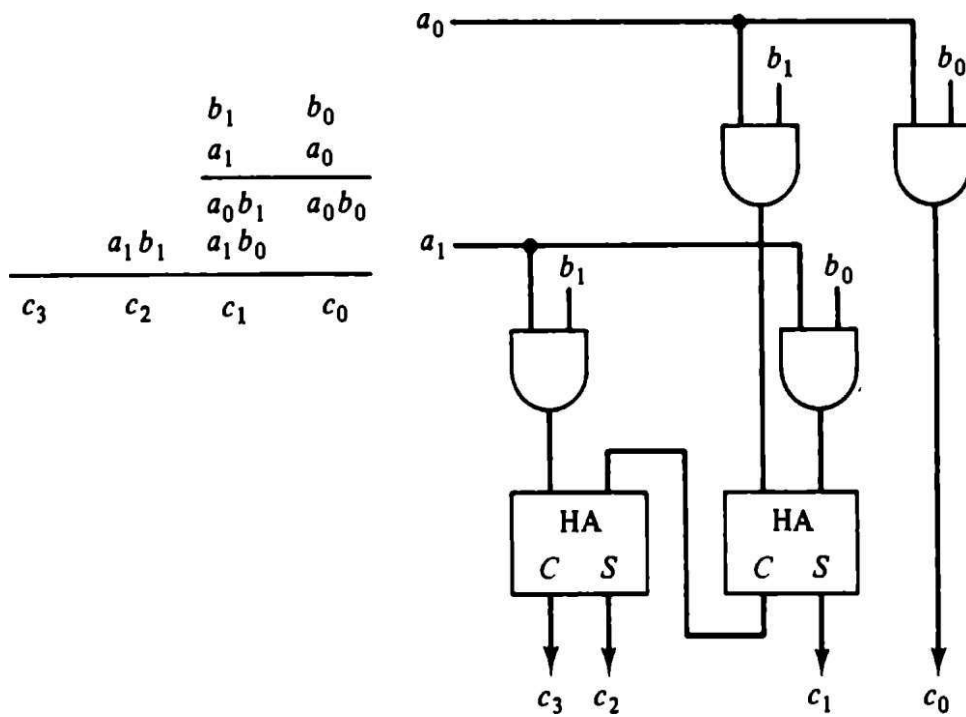 b₁ b₀
a₁ a₀
a₀b₁ a₀b₀
a₁b₁ a₁b₀
c₃ c₂ c₁ c₀
a₀
b₁ b₀
a₁
b₁ b₀
HA HA
C S C S
c₃ c₂ c₁ c₀